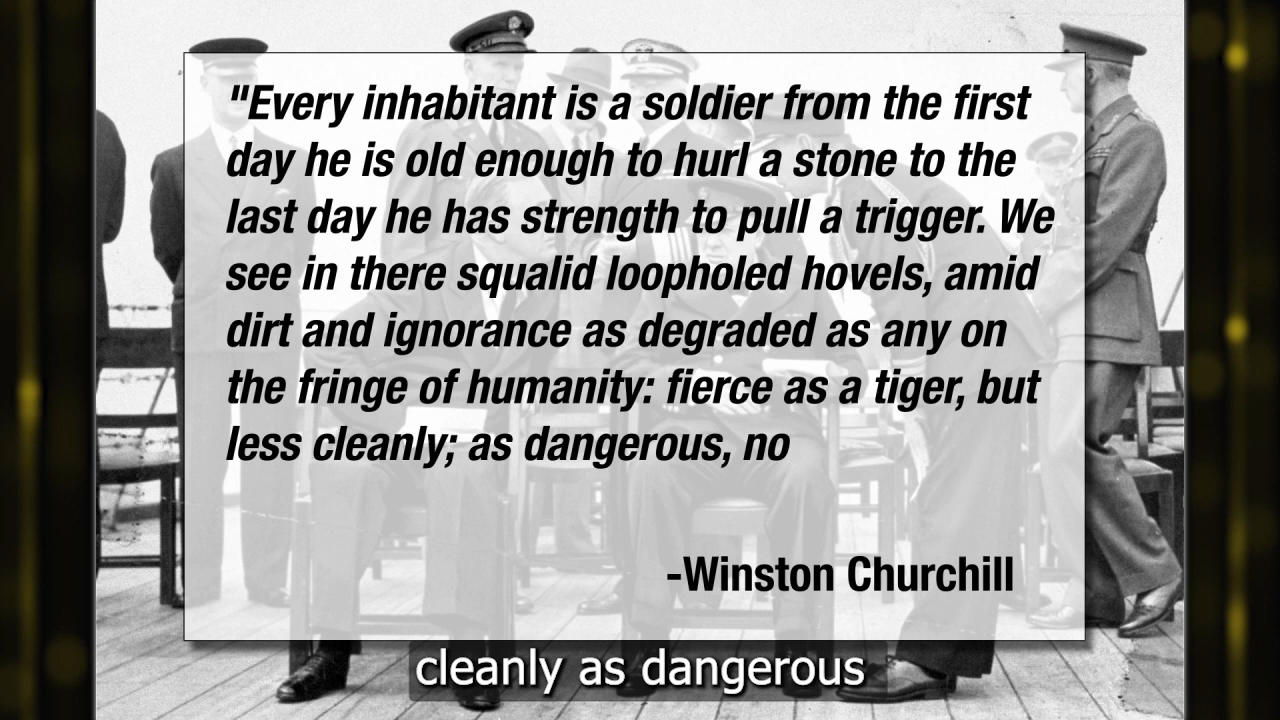 "Every inhabitant is a soldier from the first
day he is old enough to hurl a stone to the
last day he has strength to pull a trigger. We
see in there squalid loopholed hovels, amid
dirt and ignorance as degraded as any on
the fringe of humanity: fierce as a tiger, but
less cleanly; as dangerous, no
-Winston Churchill
cleanly as dangerous